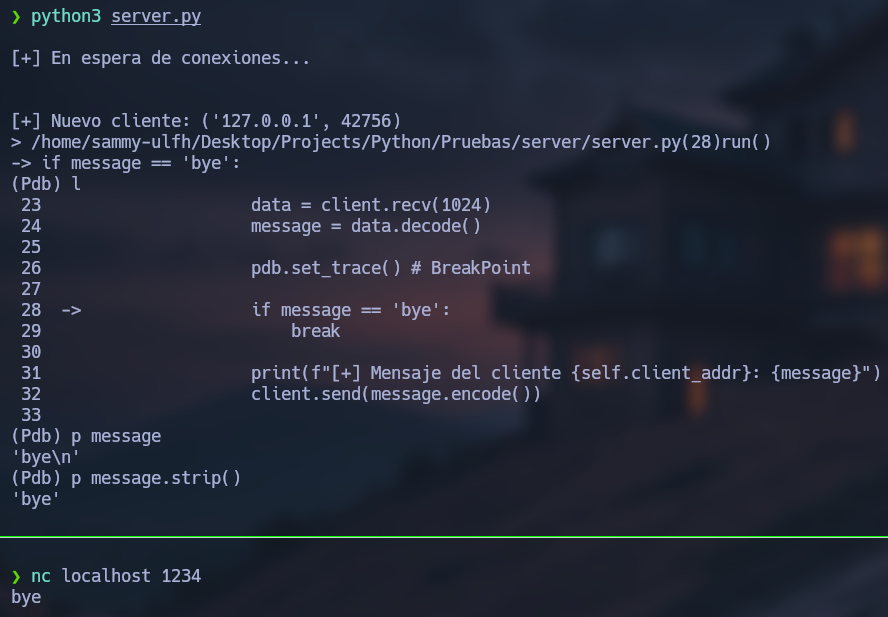 ❯ python3 server.py
[+] En espera de conexiones...
[+] Nuevo cliente: ('127.0.0.1', 42756)
> /home/sammy-ulfh/Desktop/Projects/Python/Pruebas/server/server.py(28)run()
-> if message == 'bye':
(Pdb) l
 23                     data = client.recv(1024)
 24                     message = data.decode()
 25
 26                     pdb.set_trace() # BreakPoint
 27
 28  ->                 if message == 'bye':
 29                         break
 30
 31                     print(f"[+] Mensaje del cliente {self.client_addr}: {message}")
 32                     client.send(message.encode())
 33
(Pdb) p message
'bye\n'
(Pdb) p message.strip()
'bye'
❯ nc localhost 1234
bye